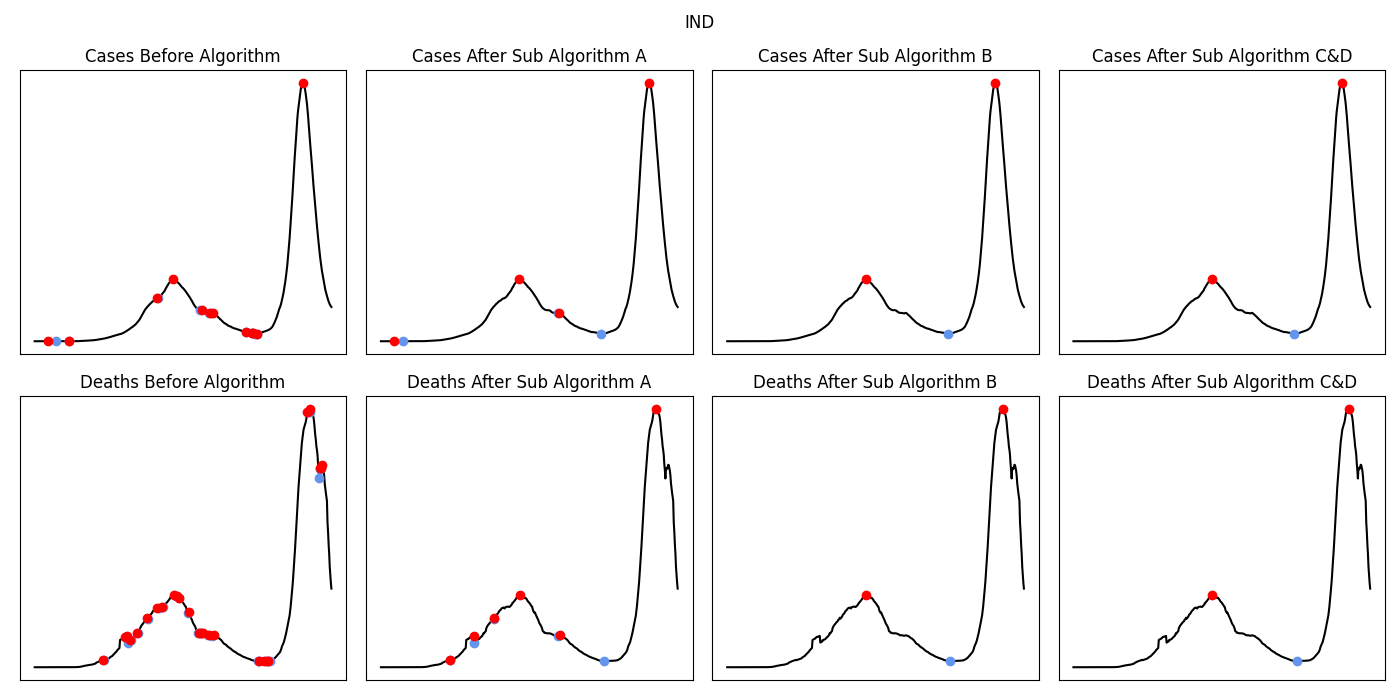 IND
Cases Before Algorithm
Cases After Sub Algorithm A
Cases After Sub Algorithm B
Cases After Sub Algorithm C&D
Deaths Before Algorithm
Deaths After Sub Algorithm A
Deaths After Sub Algorithm B
Deaths After Sub Algorithm C&D